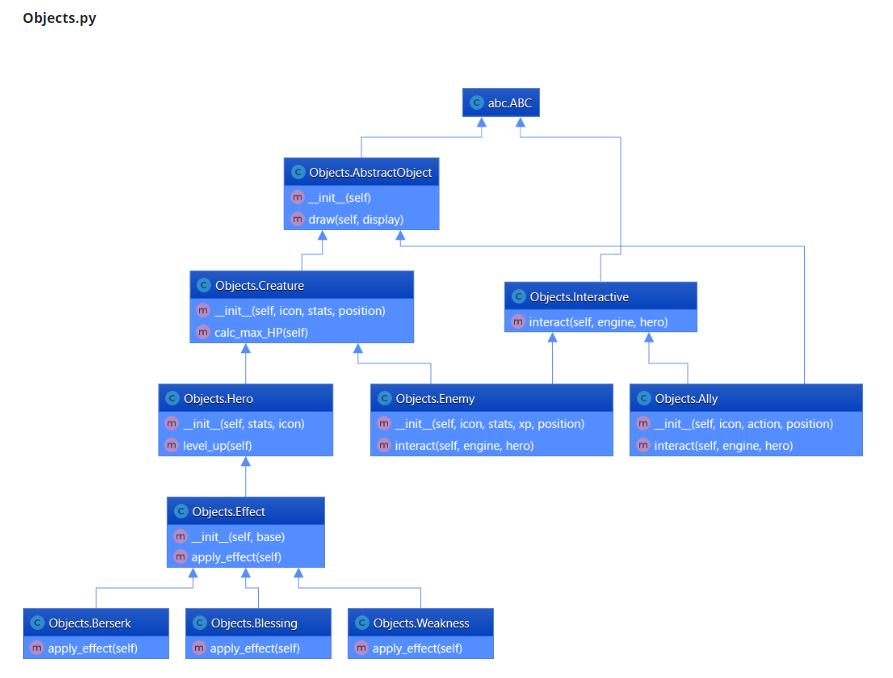 Objects.py
abc.ABC
Objects.AbstractObject
__init__(self)
draw(self, display)
Objects.Creature
__init__(self, icon, stats, position)
calc_max_HP(self)
Objects.Interactive
interact(self, engine, hero)
Objects.Hero
__init__(self, stats, icon)
level_up(self)
Objects.Enemy
__init__(self, icon, stats, xp, position)
interact(self, engine, hero)
Objects.Ally
__init__(self, icon, action, position)
interact(self, engine, hero)
Objects.Effect
__init__(self, base)
apply_effect(self)
Objects.Berserk
apply_effect(self)
Objects.Blessing
apply_effect(self)
Objects.Weakness
apply_effect(self)